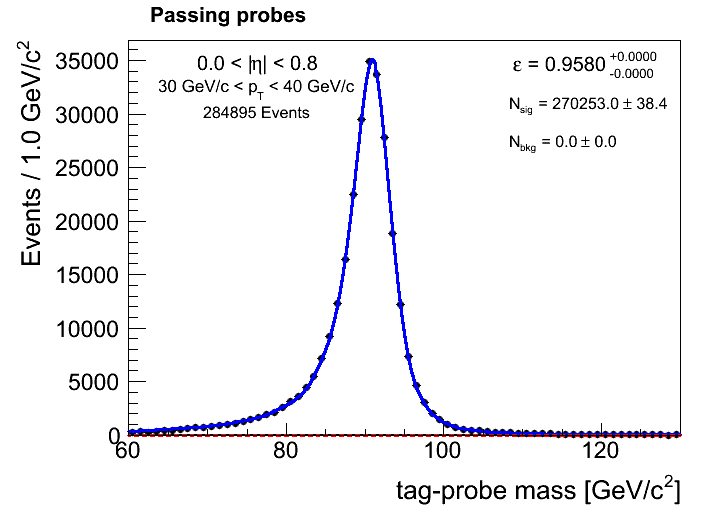 Passing probes
0.0 < |η| < 0.8
30 GeV/c < p_T < 40 GeV/c
284895 Events
ε = 0.9580 +0.0000 -0.0000
N_sig = 270253.0 ± 38.4
N_bkg = 0.0 ± 0.0
Events / 1.0 GeV/c²
35000
30000
25000
20000
15000
10000
5000
0
60 80 100 120
tag-probe mass [GeV/c²]